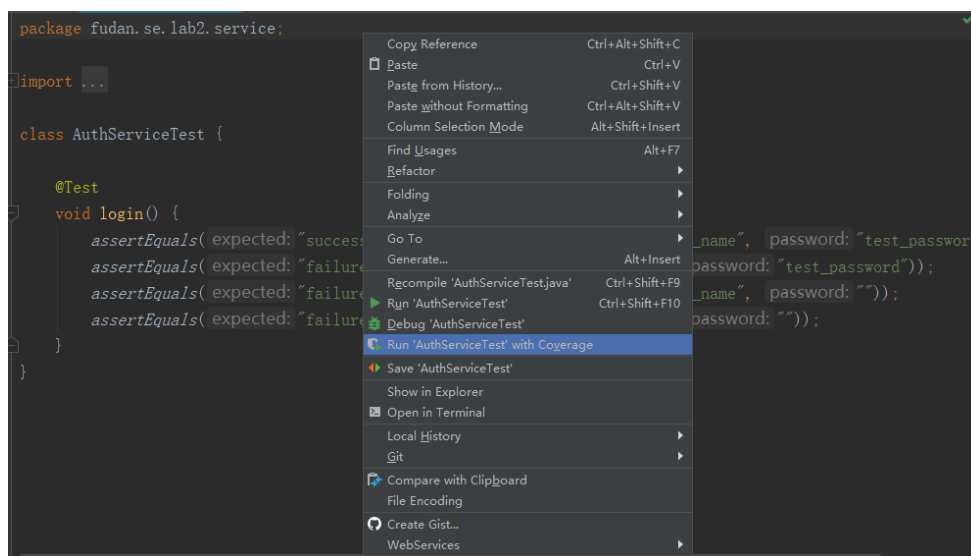 package fudan.se.lab2.service;
import ...
class AuthServiceTest {
@Test
void login() {
assertEquals( expected: "success _name", password: "test_passwor
assertEquals( expected: "failure password: "test_password"));
assertEquals( expected: "failure _name", password: ""));
assertEquals( expected: "failure password: ""));
}
}
Copy Reference Ctrl+Alt+Shift+C
Paste Ctrl+V
Paste from History... Ctrl+Shift+V
Paste without Formatting Ctrl+Alt+Shift+V
Column Selection Mode Alt+Shift+Insert
Find Usages Alt+F7
Refactor
Folding
Analyze
Go To
Generate... Alt+Insert
Recompile 'AuthServiceTest.java' Ctrl+Shift+F9
Run 'AuthServiceTest' Ctrl+Shift+F10
Debug 'AuthServiceTest'
Run 'AuthServiceTest' with Coverage
Save 'AuthServiceTest'
Show in Explorer
Open in Terminal
Local History
Git
Compare with Clipboard
File Encoding
Create Gist...
WebServices